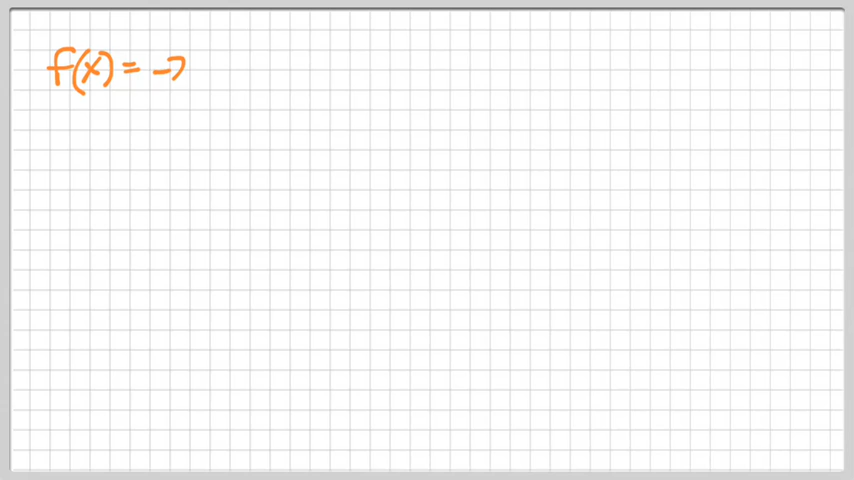 f(x) = -7